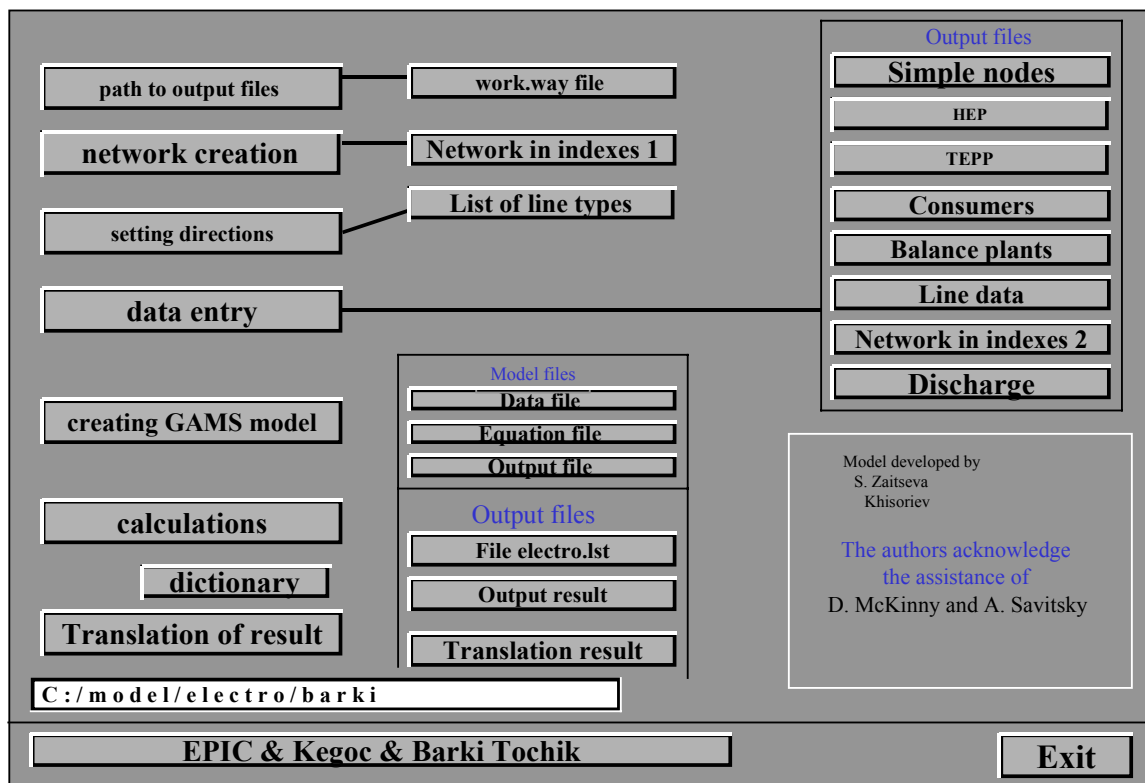 path to output files
work.way file
network creation
Network in indexes 1
setting directions
List of line types
data entry
Output files
Simple nodes
HEP
TEPP
Consumers
Balance plants
Line data
Network in indexes 2
Discharge
creating GAMS model
Model files
Data file
Equation file
Output file
calculations
dictionary
Translation of result
Output files
File electro.lst
Output result
Translation result
Model developed by
S. Zaitseva
Khisoriev
The authors acknowledge
the assistance of
D. McKinny and A. Savitsky
C:/model/electro/barki
EPIC & Kegoc & Barki Tochik
Exit